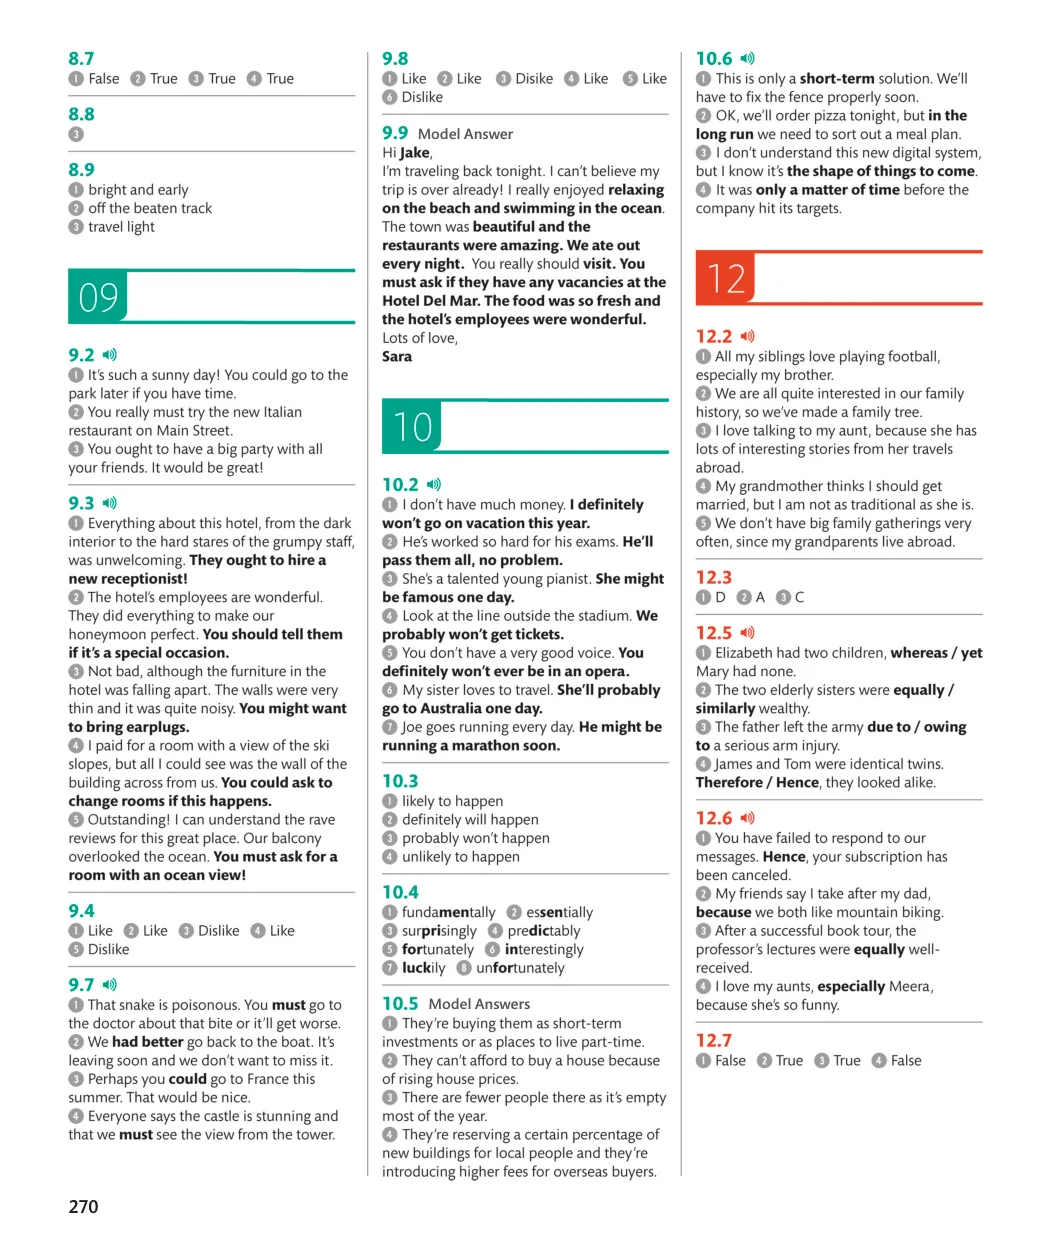 8.7
1 False 2 True 3 True 4 True
8.8
3
8.9
1 bright and early
2 off the beaten track
3 travel light
09
9.2
1 It's such a sunny day! You could go to the
park later if you have time.
2 You really must try the new Italian
restaurant on Main Street.
3 You ought to have a big party with all
your friends. It would be great!
9.3
1 Everything about this hotel, from the dark
interior to the hard stares of the grumpy staff,
was unwelcoming. They ought to hire a
new receptionist!
2 The hotel's employees are wonderful.
They did everything to make our
honeymoon perfect. You should tell them
if it's a special occasion.
3 Not bad, although the furniture in the
hotel was falling apart. The walls were very
thin and it was quite noisy. You might want
to bring earplugs.
4 I paid for a room with a view of the ski
slopes, but all I could see was the wall of the
building across from us. You could ask to
change rooms if this happens.
5 Outstanding! I can understand the rave
reviews for this great place. Our balcony
overlooked the ocean. You must ask for a
room with an ocean view!
9.4
1 Like 2 Like 3 Dislike 4 Like
5 Dislike
9.7
1 That snake is poisonous. You must go to
the doctor about that bite or it'll get worse.
2 We had better go back to the boat. It's
leaving soon and we don't want to miss it.
3 Perhaps you could go to France this
summer. That would be nice.
4 Everyone says the castle is stunning and
that we must see the view from the tower.
9.8
1 Like 2 Like 3 Disike 4 Like 5 Like
6 Dislike
9.9 Model Answer
Hi Jake,
I'm traveling back tonight. I can't believe my
trip is over already! I really enjoyed relaxing
on the beach and swimming in the ocean.
The town was beautiful and the
restaurants were amazing. We ate out
every night. You really should visit. You
must ask if they have any vacancies at the
Hotel Del Mar. The food was so fresh and
the hotel's employees were wonderful.
Lots of love,
Sara
10
10.2
1 I don't have much money. I definitely
won't go on vacation this year.
2 He's worked so hard for his exams. He'll
pass them all, no problem.
3 She's a talented young pianist. She might
be famous one day.
4 Look at the line outside the stadium. We
probably won't get tickets.
5 You don't have a very good voice. You
definitely won't ever be in an opera.
6 My sister loves to travel. She'll probably
go to Australia one day.
7 Joe goes running every day. He might be
running a marathon soon.
10.3
1 likely to happen
2 definitely will happen
3 probably won't happen
4 unlikely to happen
10.4
1 fundamentally 2 essentially
3 surprisingly 4 predictably
5 fortunately 6 interestingly
7 luckily 8 unfortunately
10.5 Model Answers
1 They're buying them as short-term
investments or as places to live part-time.
2 They can't afford to buy a house because
of rising house prices.
3 There are fewer people there as it's empty
most of the year.
4 They're reserving a certain percentage of
new buildings for local people and they're
introducing higher fees for overseas buyers.
10.6
1 This is only a short-term solution. We'll
have to fix the fence properly soon.
2 OK, we'll order pizza tonight, but in the
long run we need to sort out a meal plan.
3 I don't understand this new digital system,
but I know it's the shape of things to come.
4 It was only a matter of time before the
company hit its targets.
12
12.2
1 All my siblings love playing football,
especially my brother.
2 We are all quite interested in our family
history, so we've made a family tree.
3 I love talking to my aunt, because she has
lots of interesting stories from her travels
abroad.
4 My grandmother thinks I should get
married, but I am not as traditional as she is.
5 We don't have big family gatherings very
often, since my grandparents live abroad.
12.3
1 D 2 A 3 C
12.5
1 Elizabeth had two children, whereas / yet
Mary had none.
2 The two elderly sisters were equally /
similarly wealthy.
3 The father left the army due to / owing
to a serious arm injury.
4 James and Tom were identical twins.
Therefore / Hence, they looked alike.
12.6
1 You have failed to respond to our
messages. Hence, your subscription has
been canceled.
2 My friends say I take after my dad,
because we both like mountain biking.
3 After a successful book tour, the
professor's lectures were equally well-
received.
4 I love my aunts, especially Meera,
because she's so funny.
12.7
1 False 2 True 3 True 4 False
270